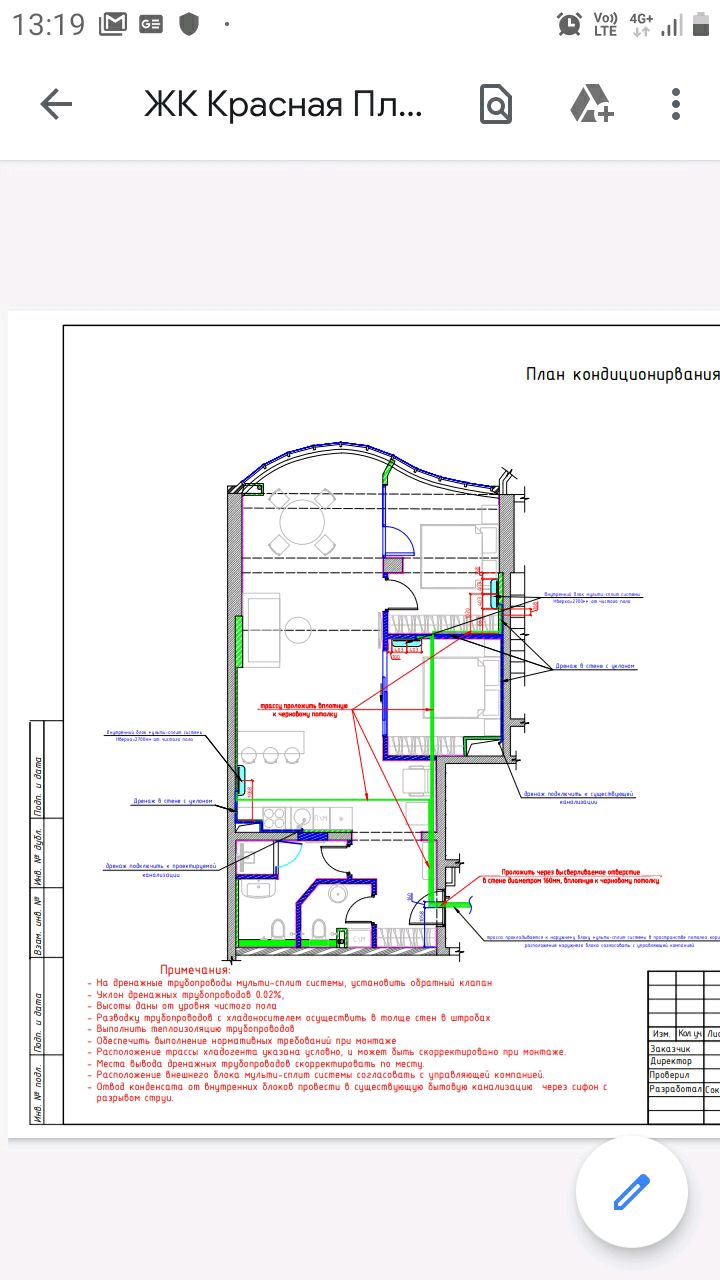 13:19
Vo))
LTE
4G+
GE
ЖК Красная Пл...
План кондиционирвания
Внутренний блок мульти-сплит системы
Hверха=2700мм от чистого пола
Дренаж в стене с уклоном
трассу проложить вплотную
к черновому потолку
Внутренний блок мульти-сплит системы
Hверха=2700мм от чистого пола
Дренаж в стене с уклоном
дренаж подключить к существующей
канализации
дренаж подключить к проектируемой
канализации
Проложить через высверливаемое отверстие
в стене диаметром 160мм, вплотную к черновому потолку
трасса прокладывается к наружнему блоку мульти-сплит системы в пространстве потолка
расположение наружнего блока согласовать с управляющей компанией
Примечания:
- На дренажные трубопроводы мульти-сплит системы, установить обратный клапан
- Уклон дренажных трубопроводов 0.02%,
- Высоты даны от уровня чистого пола
- Разводку трубопроводов с хладоносителем осуществить в толще стен в штробах
- Выполнить теплоизоляцию трубопроводов
- Обеспечить выполнение нормативных требований при монтаже
- Расположение трассы хладогента указана условно, и может быть скорректировано при монтаже.
- Места вывода дренажных трубопроводов скорректировать по месту.
- Расположение внешнего блока мульти-сплит системы согласовать с управляющей компанией.
- Отвод конденсата от внутренних блоков провести в существующую бытовую канализацию через сифон с
разрывом струи.
Подп. и дата
Инв. № дубл.
Взам. инв. №
Подп. и дата
Инв. № подл.
Изм. Кол.уч. Лис
Заказчик
Директор
Проверил
Разработал Сок